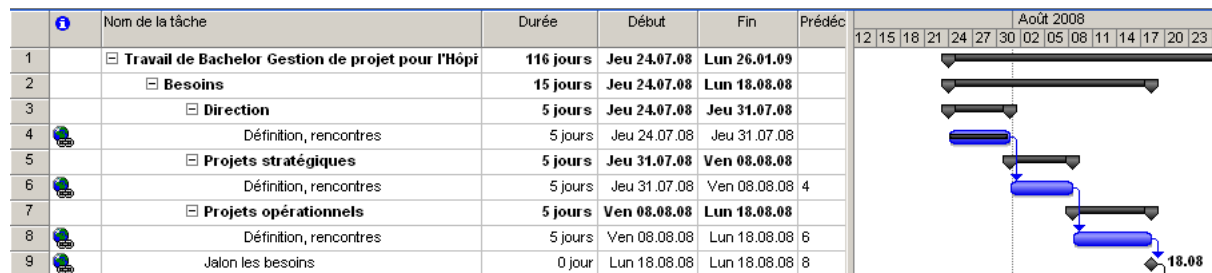 Nom de la tâche Durée Début Fin Prédéc Août 2008
12 15 18 21 24 27 30 02 05 08 11 14 17 20 23
1 Travail de Bachelor Gestion de projet pour l'Hôpi 116 jours Jeu 24.07.08 Lun 26.01.09
2 Besoins 15 jours Jeu 24.07.08 Lun 18.08.08
3 Direction 5 jours Jeu 24.07.08 Jeu 31.07.08
4 Définition, rencontres 5 jours Jeu 24.07.08 Jeu 31.07.08
5 Projets stratégiques 5 jours Jeu 31.07.08 Ven 08.08.08
6 Définition, rencontres 5 jours Jeu 31.07.08 Ven 08.08.08 4
7 Projets opérationnels 5 jours Ven 08.08.08 Lun 18.08.08
8 Définition, rencontres 5 jours Ven 08.08.08 Lun 18.08.08 6
9 Jalon les besoins 0 jour Lun 18.08.08 Lun 18.08.08 8 18.08